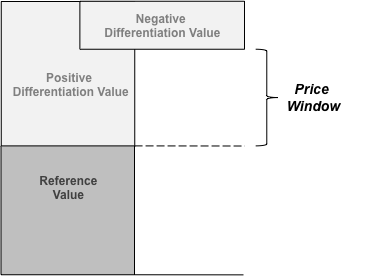 Negative
Differentiation Value
Positive
Differentiation Value
Price
Window
Reference
Value